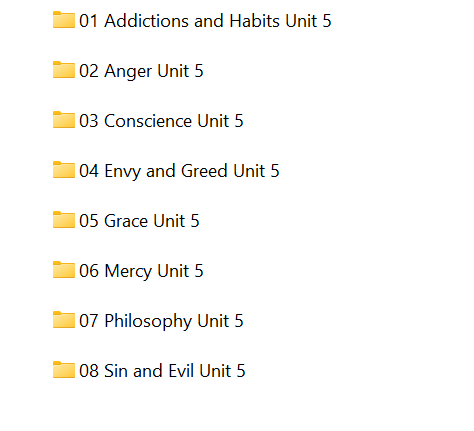 01 Addictions and Habits Unit 5
02 Anger Unit 5
03 Conscience Unit 5
04 Envy and Greed Unit 5
05 Grace Unit 5
06 Mercy Unit 5
07 Philosophy Unit 5
08 Sin and Evil Unit 5